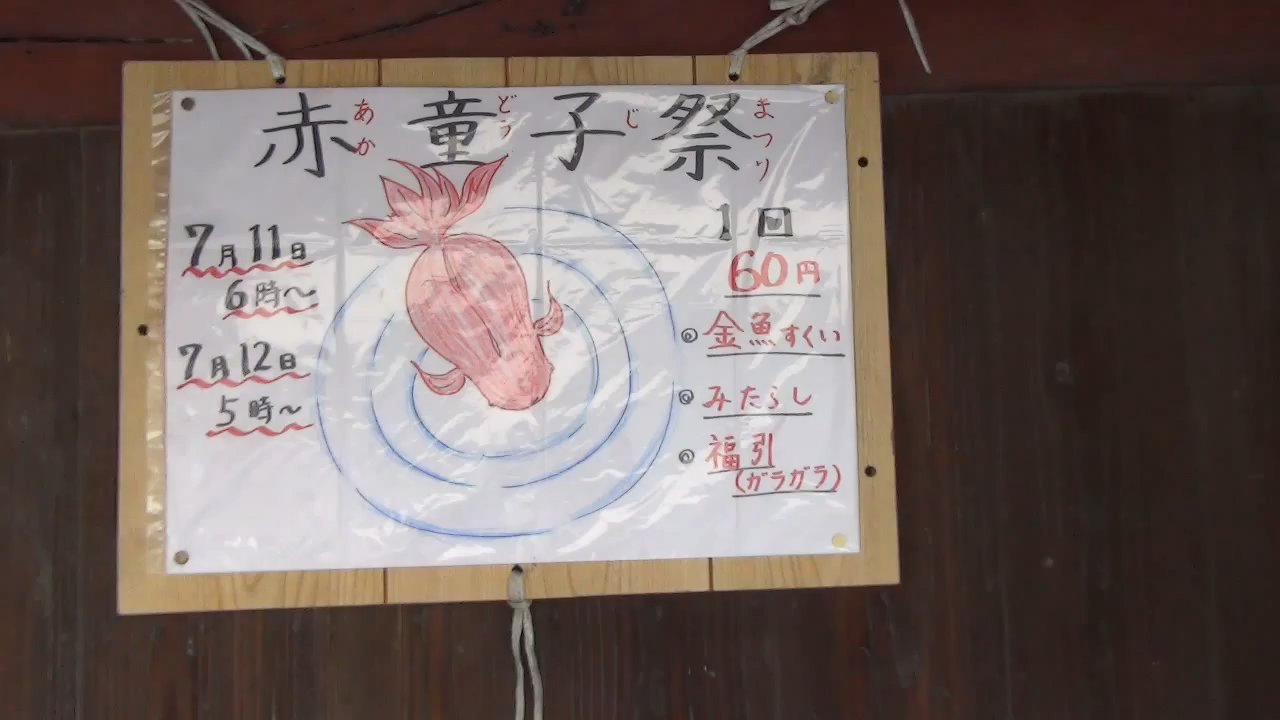 赤童子祭
あかどうじまつり
7月11日
6時〜
7月12日
5時〜
1回
60円
◎金魚すくい
◎みたらし
◎福引
(ガラガラ)